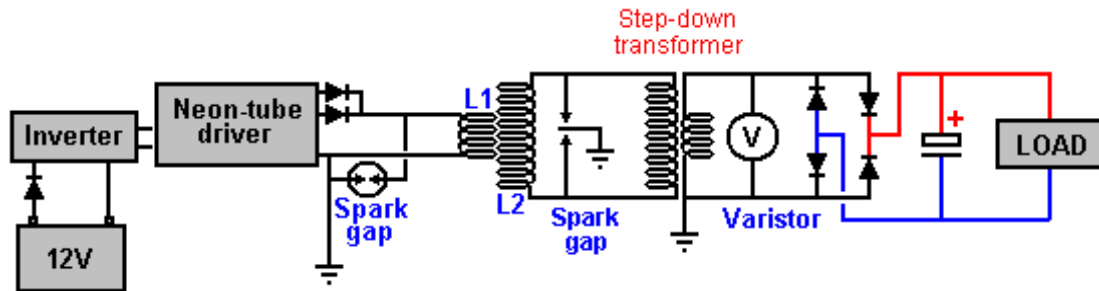 Step-down
transformer
L1
Neon-tube
driver
Inverter
V
+
LOAD
L2
Spark
gap
Spark
gap
Varistor
12V